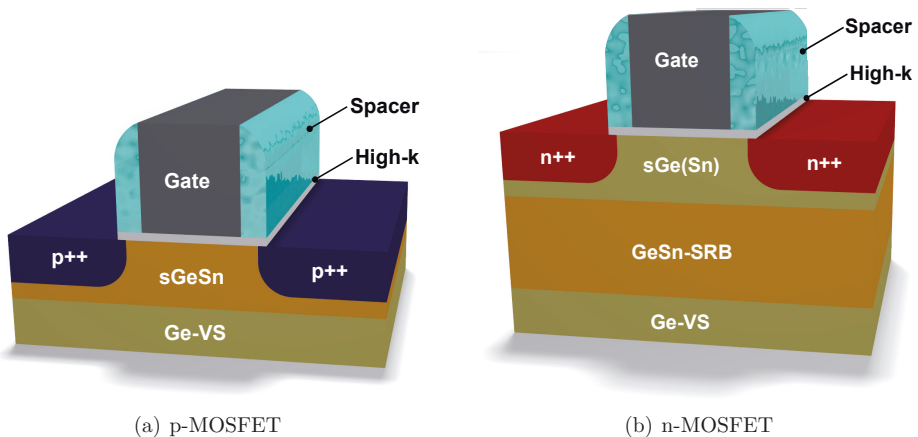 Spacer
High-k
Gate
p++
sGeSn
p++
Ge-VS
(a) p-MOSFET
Spacer
High-k
Gate
n++
sGe(Sn)
n++
GeSn-SRB
Ge-VS
(b) n-MOSFET